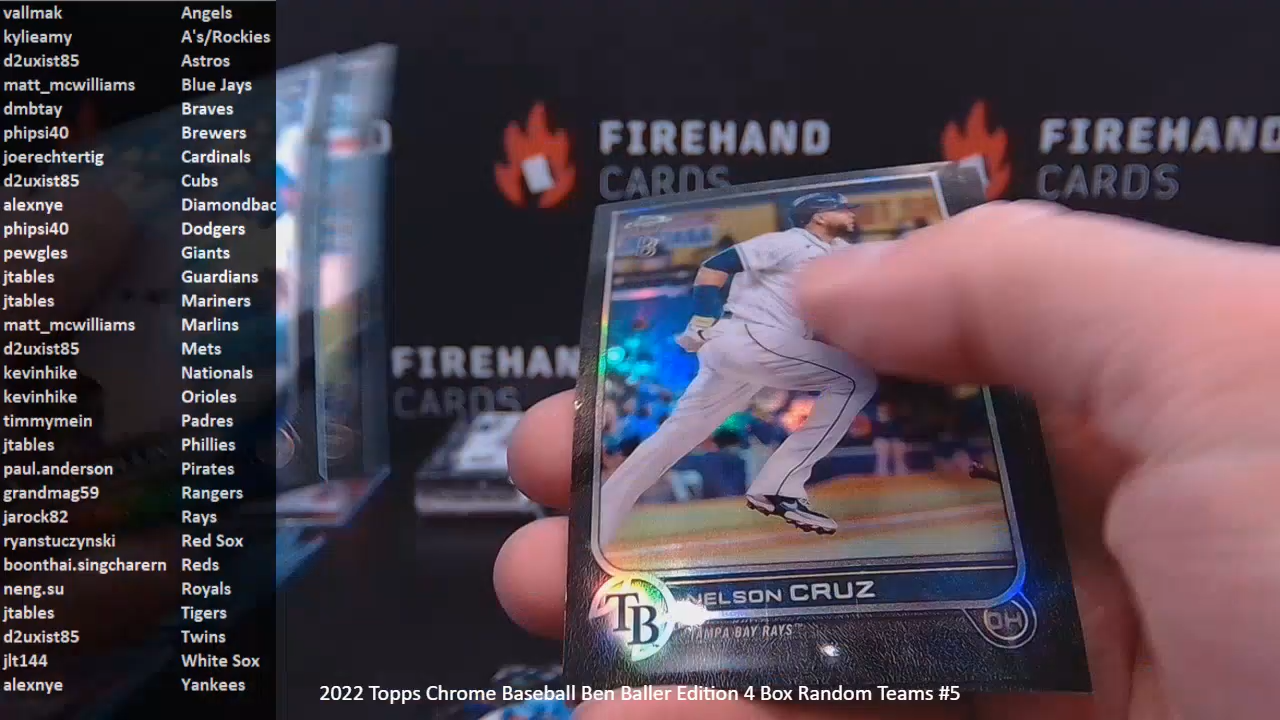 vallmak Angels
kylieamy A's/Rockies
d2uxist85 Astros
matt_mcwilliams Blue Jays
dmbtay Braves
phipsi40 Brewers
joerechtertig Cardinals
d2uxist85 Cubs
alexnye Diamondbac
phipsi40 Dodgers
pewgles Giants
jtables Guardians
jtables Mariners
matt_mcwilliams Marlins
d2uxist85 Mets
kevinhike Nationals
kevinhike Orioles
timmymein Padres
jtables Phillies
paul.anderson Pirates
grandmag59 Rangers
jarock82 Rays
ryanstuczynski Red Sox
boonthai.singcharern Reds
neng.su Royals
jtables Tigers
d2uxist85 Twins
jlt144 White Sox
alexnye Yankees
D
FIREHAND
CARDS
FIREHAND
CARDS
FIREHAN
CARDS
TB
NELSON CRUZ
TAMPA BAY RAYS
DH
2022 Topps Chrome Baseball Ben Baller Edition 4 Box Random Teams #5